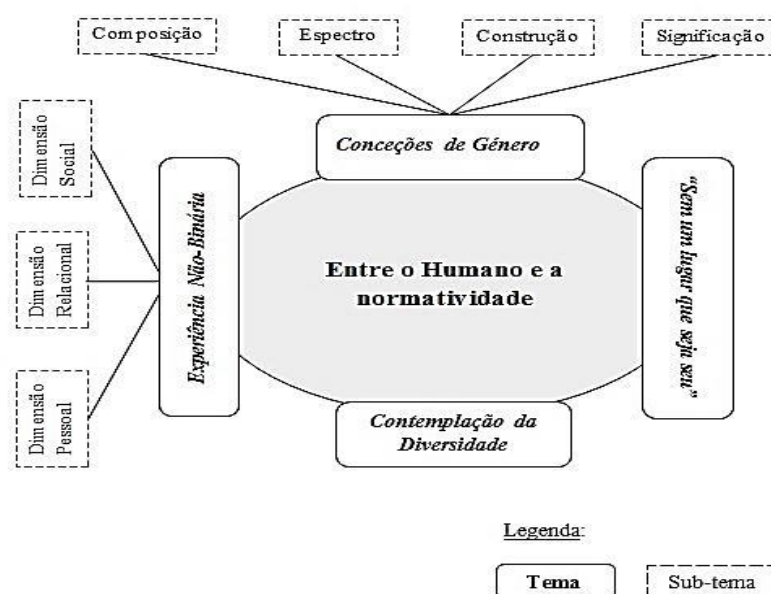 Composição
Espectro
Construção
Significação
Conceções de Género
Dimensão
Social
Dimensão
Relacional
Dimensão
Pessoal
Experiência Não-Binária
Entre o Humano e a
normatividade
“Sem um lugar que seja seu”
Contemplação da
Diversidade
Legenda:
Tema
Sub-tema